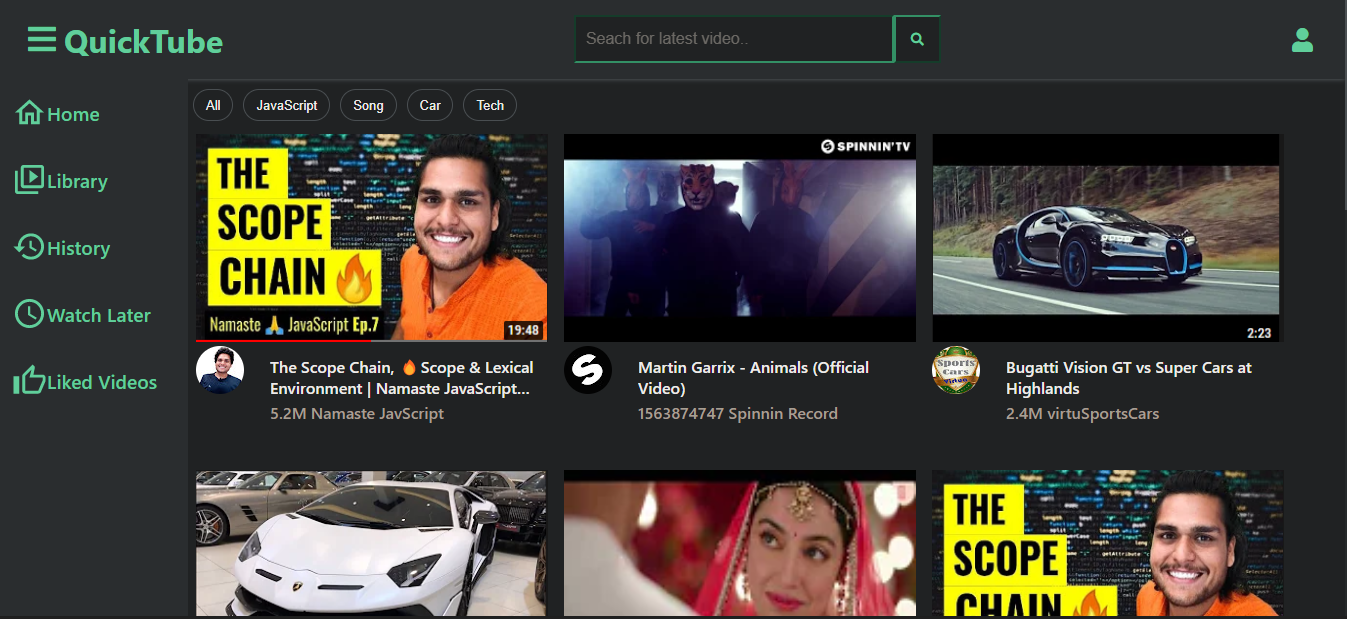 QuickTube
Seach for latest video..
Home
Library
History
Watch Later
Liked Videos
All
JavaScript
Song
Car
Tech
THE
SCOPE
CHAIN 🔥
Namaste 🙏 JavaScript Ep.7
19:48
The Scope Chain, 🔥 Scope & Lexical
Environment | Namaste JavaScript...
5.2M Namaste JavScript
SPINNIN'TV
Martin Garrix - Animals (Official
Video)
1563874747 Spinnin Record
2:23
Sports
Cars
Bugatti Vision GT vs Super Cars at
Highlands
2.4M virtuSportsCars
THE
SCOPE
CHAIN 🔥